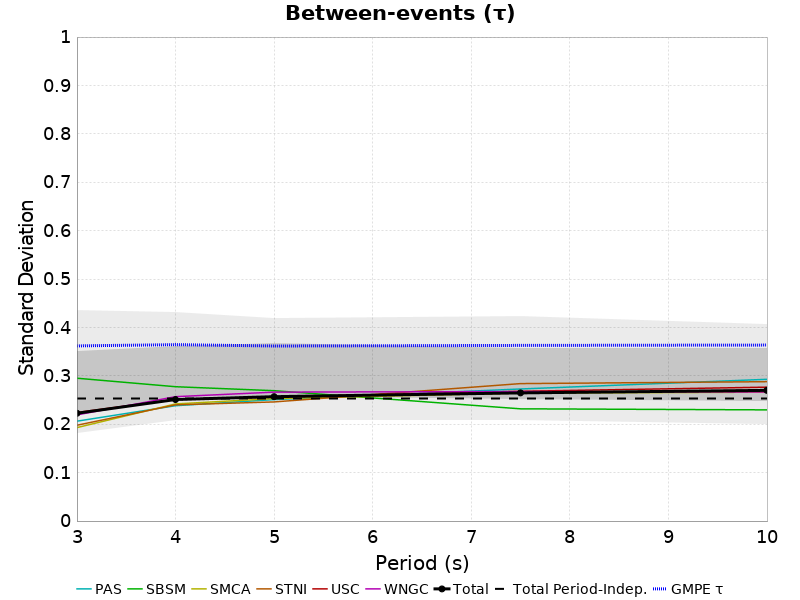 Between-events (τ)
Standard Deviation
1
0.9
0.8
0.7
0.6
0.5
0.4
0.3
0.2
0.1
0
3 4 5 6 7 8 9 10
Period (s)
PAS SBSM SMCA STNI USC WNGC Total Total Period-Indep. GMPE τ